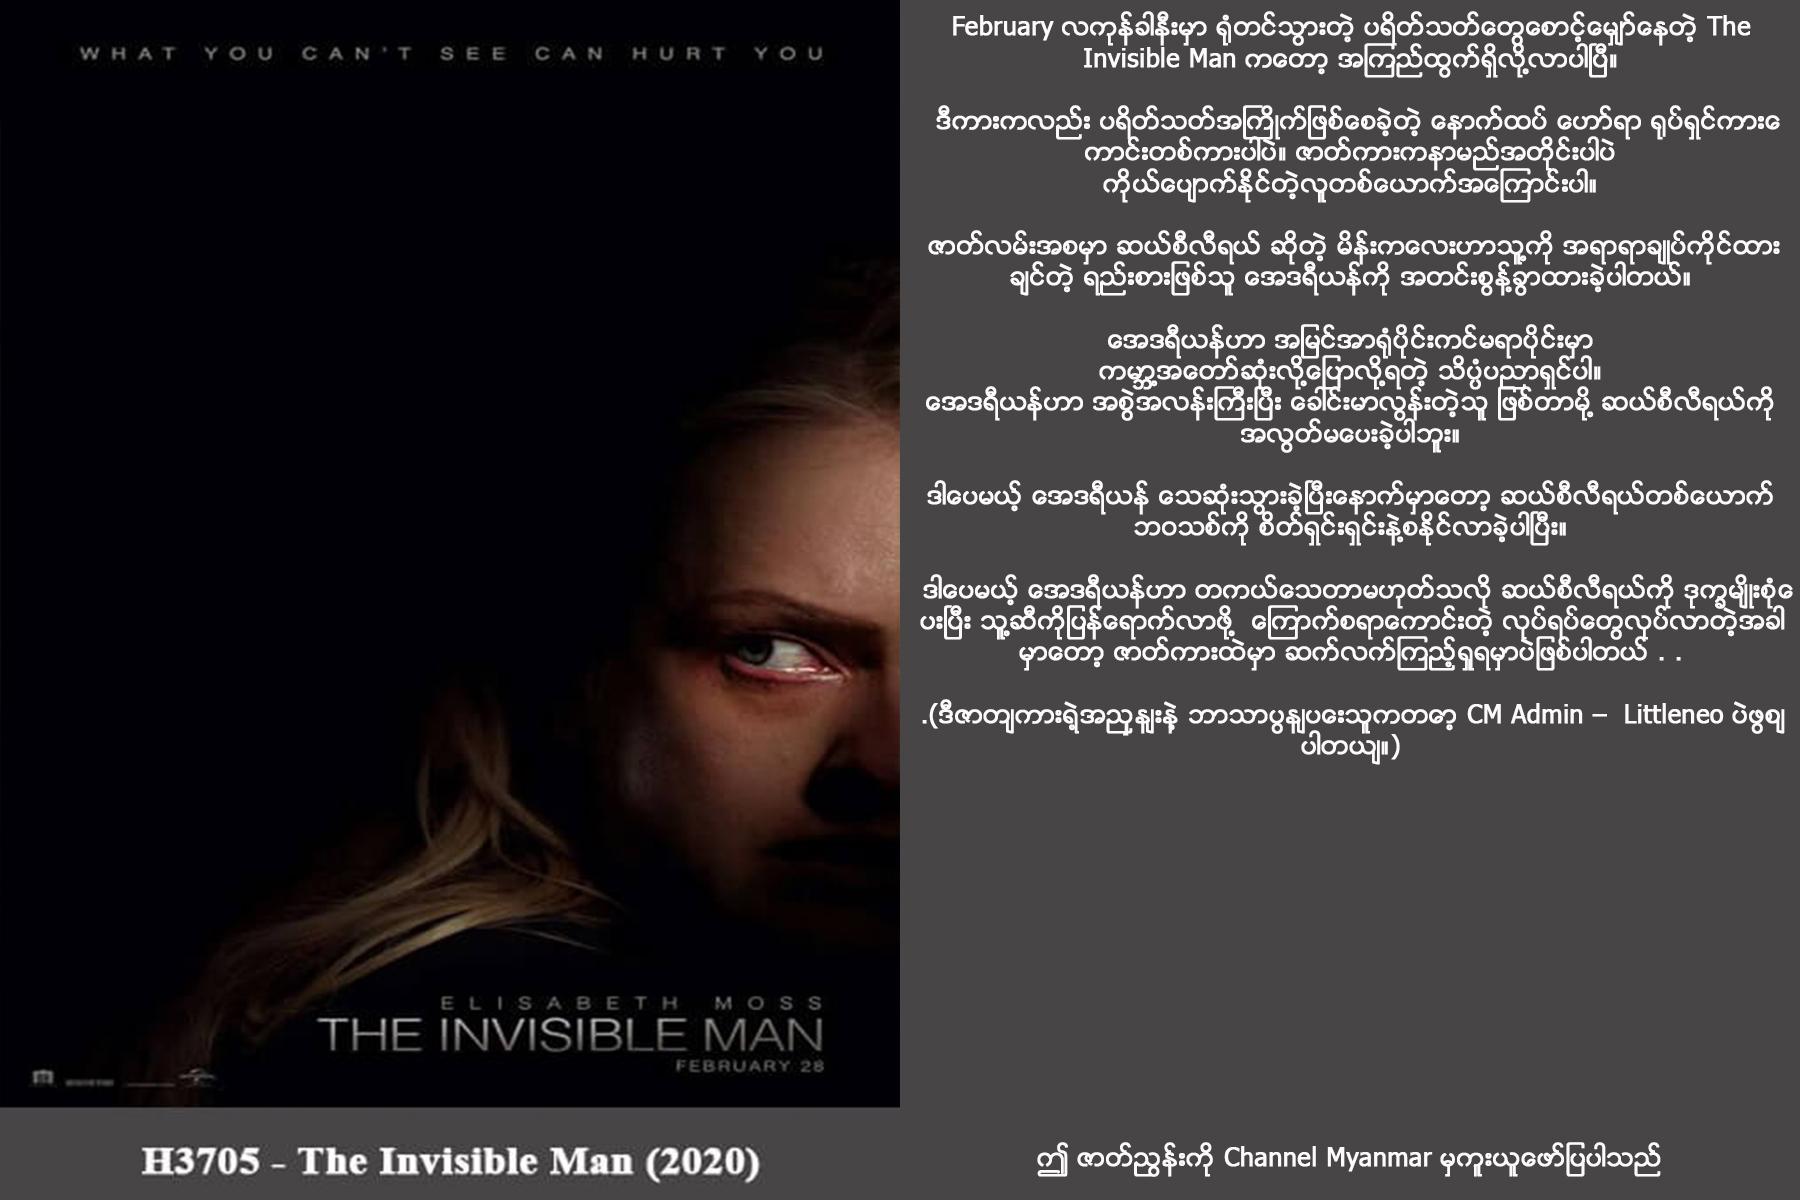 WHAT YOU CAN'T SEE CAN HURT YOU
ELISABETH MOSS
THE INVISIBLE MAN
FEBRUARY 28
H3705 - The Invisible Man (2020)
February လကုန်ခါနီးမှာ ရုံတင်သွားတဲ့ ပရိတ်သတ်တွေစောင့်မျှော်နေတဲ့ The
Invisible Man ကတော့ အကြည်ထွက်ရှိလို့လာပါပြီ။
ဒီကားကလည်း ပရိတ်သတ်အကြိုက်ဖြစ်စေခဲ့တဲ့ နောက်ထပ် ဟော်ရာ ရုပ်ရှင်ကားေ
ကာင်းတစ်ကားပါပဲ။ ဇာတ်ကားကနာမည်အတိုင်းပါပဲ
ကိုယ်ပျောက်နိုင်တဲ့လူတစ်ယောက်အကြောင်းပါ။
ဇာတ်လမ်းအစမှာ ဆယ်စီလီရယ် ဆိုတဲ့ မိန်းကလေးဟာသူ့ကို အရာရာချုပ်ကိုင်ထား
ချင်တဲ့ ရည်းစားဖြစ်သူ အေဒရီယန်ကို အတင်းစွန့်ခွာထားခဲ့ပါတယ်။
အေဒရီယန်ဟာ အမြင်အာရုံပိုင်းကင်မရာပိုင်းမှာ
ကမ္ဘာ့အတော်ဆုံးလို့ပြောလို့ရတဲ့ သိပ္ပံပညာရှင်ပါ။
အေဒရီယန်ဟာ အစွဲအလန်းကြီးပြီး ခေါင်းမာလွန်းတဲ့သူ ဖြစ်တာမို့ ဆယ်စီလီရယ်ကို
အလွတ်မပေးခဲ့ပါဘူး။
ဒါပေမယ့် အေဒရီယန် သေဆုံးသွားခဲ့ပြီးနောက်မှာတော့ ဆယ်စီလီရယ်တစ်ယောက်
ဘဝသစ်ကို စိတ်ရှင်းရှင်းနဲ့စနိုင်လာခဲ့ပါပြီး။
ဒါပေမယ့် အေဒရီယန်ဟာ တကယ်သေတာမဟုတ်သလို ဆယ်စီလီရယ်ကို ဒုက္ခမျိုးစုံေ
ပးပြီး သူ့ဆီကိုပြန်ရောက်လာဖို့ ကြောက်စရာကောင်းတဲ့ လုပ်ရပ်တွေလုပ်လာတဲ့အခါ
မှာတော့ ဇာတ်ကားထဲမှာ ဆက်လက်ကြည့်ရှုရမှာပဲဖြစ်ပါတယ် . .
.(ဒီဇာတျကားရဲ့အညှနျးနဲ့ ဘာသာပွနျပေးသူကတော့ CM Admin – Littleneo ပဲဖွစျ
ပါတယျ။)
ဤ ဇာတ်ညွှန်းကို Channel Myanmar မှကူးယူဖော်ပြပါသည်